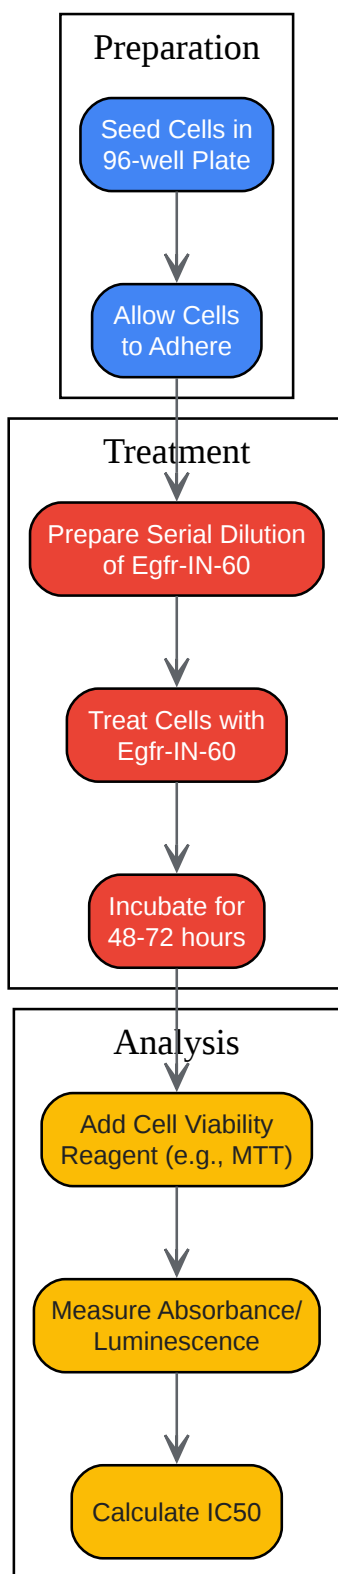 Preparation
Seed Cells in
96-well Plate
Allow Cells
to Adhere
Treatment
Prepare Serial Dilution
of Egfr-IN-60
Treat Cells with
Egfr-IN-60
Incubate for
48-72 hours
Analysis
Add Cell Viability
Reagent (e.g., MTT)
Measure Absorbance/
Luminescence
Calculate IC50